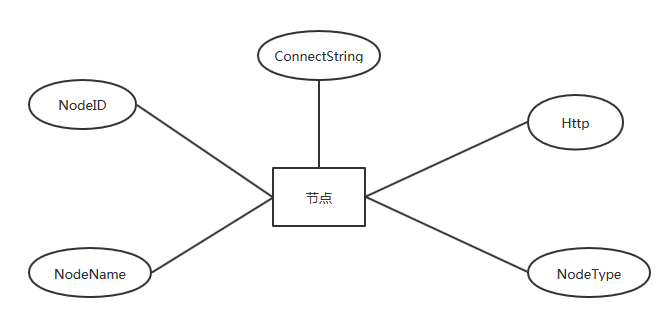 ConnectString
NodeID
Http
节点
NodeName
NodeType